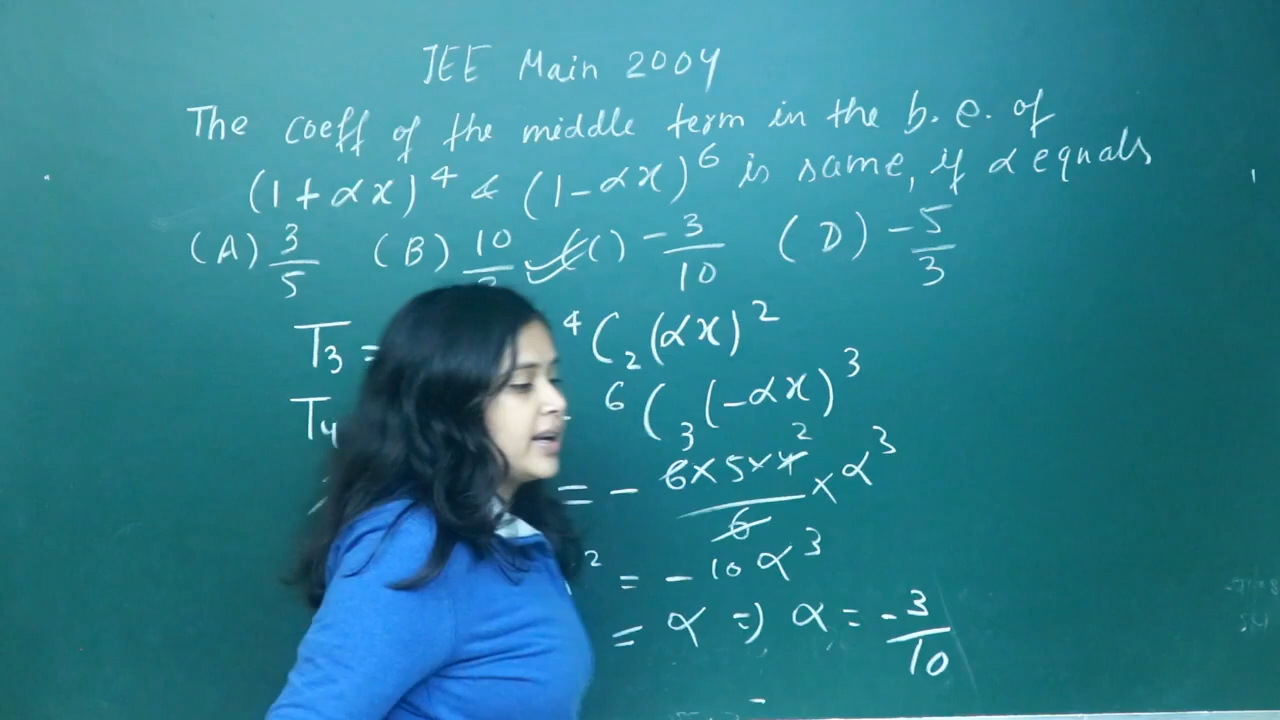 JEE Main 2004
The coeff of the middle term in the b. e. of
(1+αx)⁴ & (1-αx)⁶ is same, if α equals
(A) 3/5 (B) 10/ (C) -3/10 (D) -5/3
T₃ = ⁴C₂(αx)²
T₄ ⁶C₃(-αx)³
= - 6×5×4²/6 × α³
² = -10α³
= α ⇒ α = -3/10